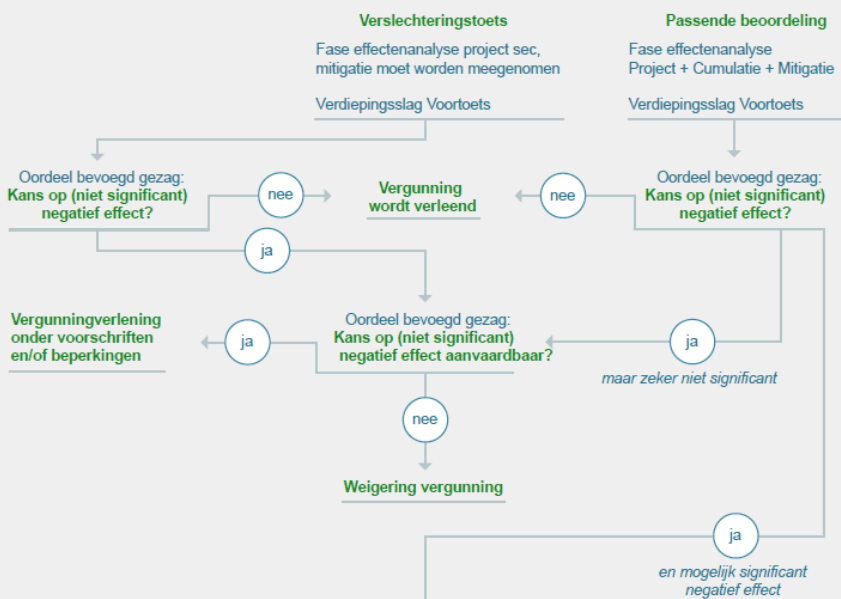 Verslechteringstoets
Fase effectenanalyse project sec,
mitigatie moet worden meegenomen
Verdiepingsslag Voortoets
Passende beoordeling
Fase effectenanalyse
Project + Cumulatie + Mitigatie
Verdiepingsslag Voortoets
Oordeel bevoegd gezag:
Kans op (niet significant)
negatief effect?
nee
Vergunning
wordt verleend
nee
Oordeel bevoegd gezag:
Kans op (niet significant)
negatief effect?
ja
Vergunningverlening
onder voorschriften
en/of beperkingen
ja
Oordeel bevoegd gezag:
Kans op (niet significant)
negatief effect aanvaardbaar?
ja
maar zeker niet significant
nee
Weigering vergunning
ja
en mogelijk significant
negatief effect